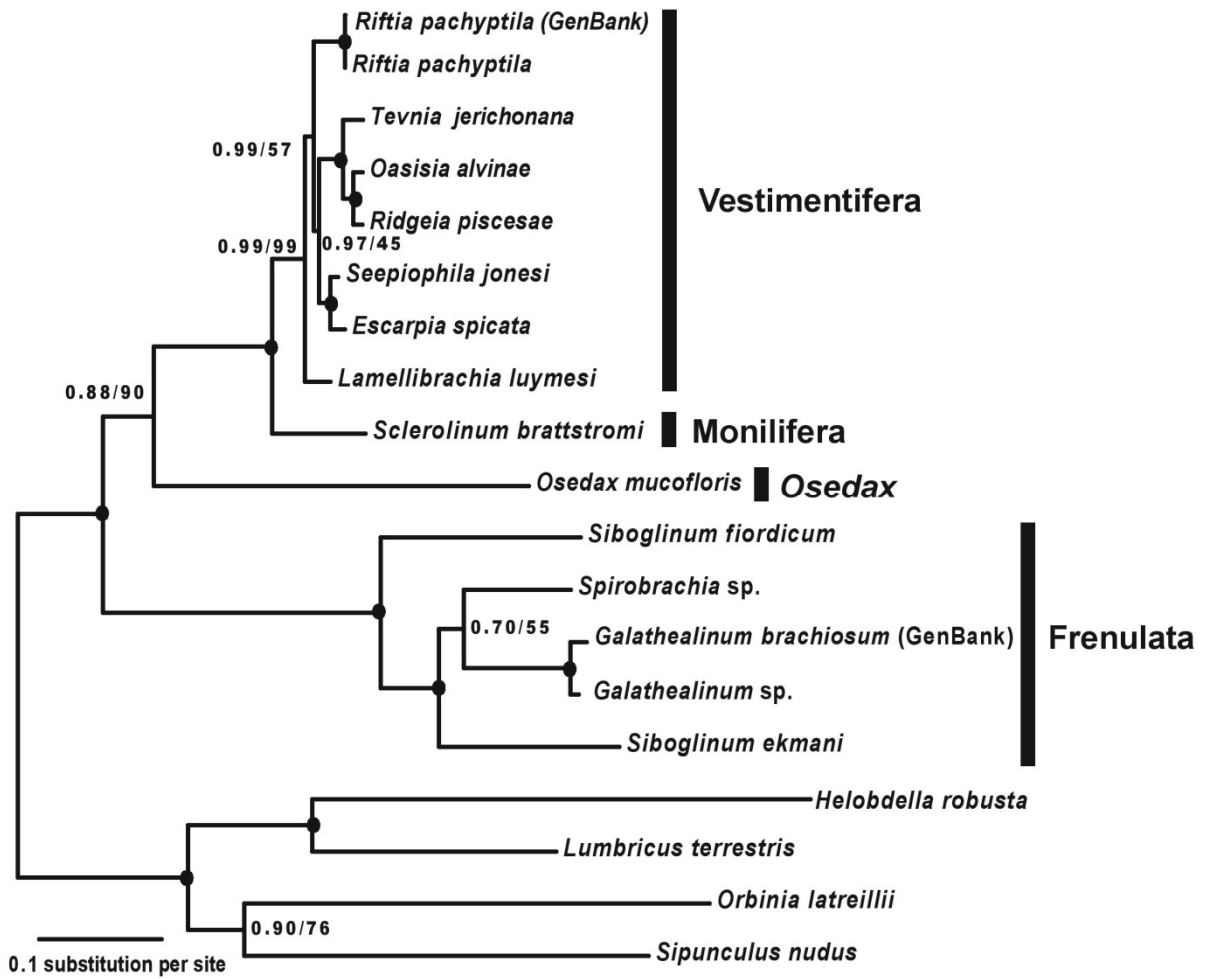 Riftia pachyptila (GenBank)
Riftia pachyptila
Tevnia jerichonana
0.99/57
Oasisia alvinae
Vestimentifera
Ridgeia piscesae
0.99/99
0.97/45
Seepiophila jonesi
Escarpia spicata
Lamellibrachia luymesi
0.88/90
Sclerolinum brattstromi
Monilifera
Osedax mucofloris
Osedax
Siboglinum fiordicum
Spirobrachia sp.
0.70/55
Galathealinum brachiosum (GenBank)
Frenulata
Galathealinum sp.
Siboglinum ekmani
Helobdella robusta
Lumbricus terrestris
Orbinia latreillii
0.90/76
Sipunculus nudus
0.1 substitution per site